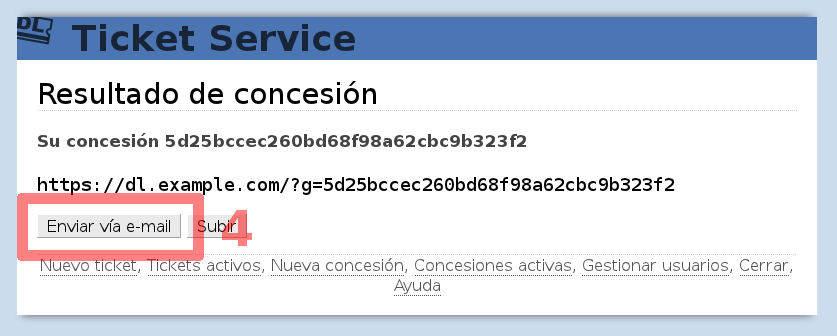 DL
Ticket Service
Resultado de concesión
Su concesión 5d25bccec260bd68f98a62cbc9b323f2
https://dl.example.com/?g=5d25bccec260bd68f98a62cbc9b323f2
Enviar vía e-mail Subir 4
Nuevo ticket, Tickets activos, Nueva concesión, Concesiones activas, Gestionar usuarios, Cerrar,
Ayuda